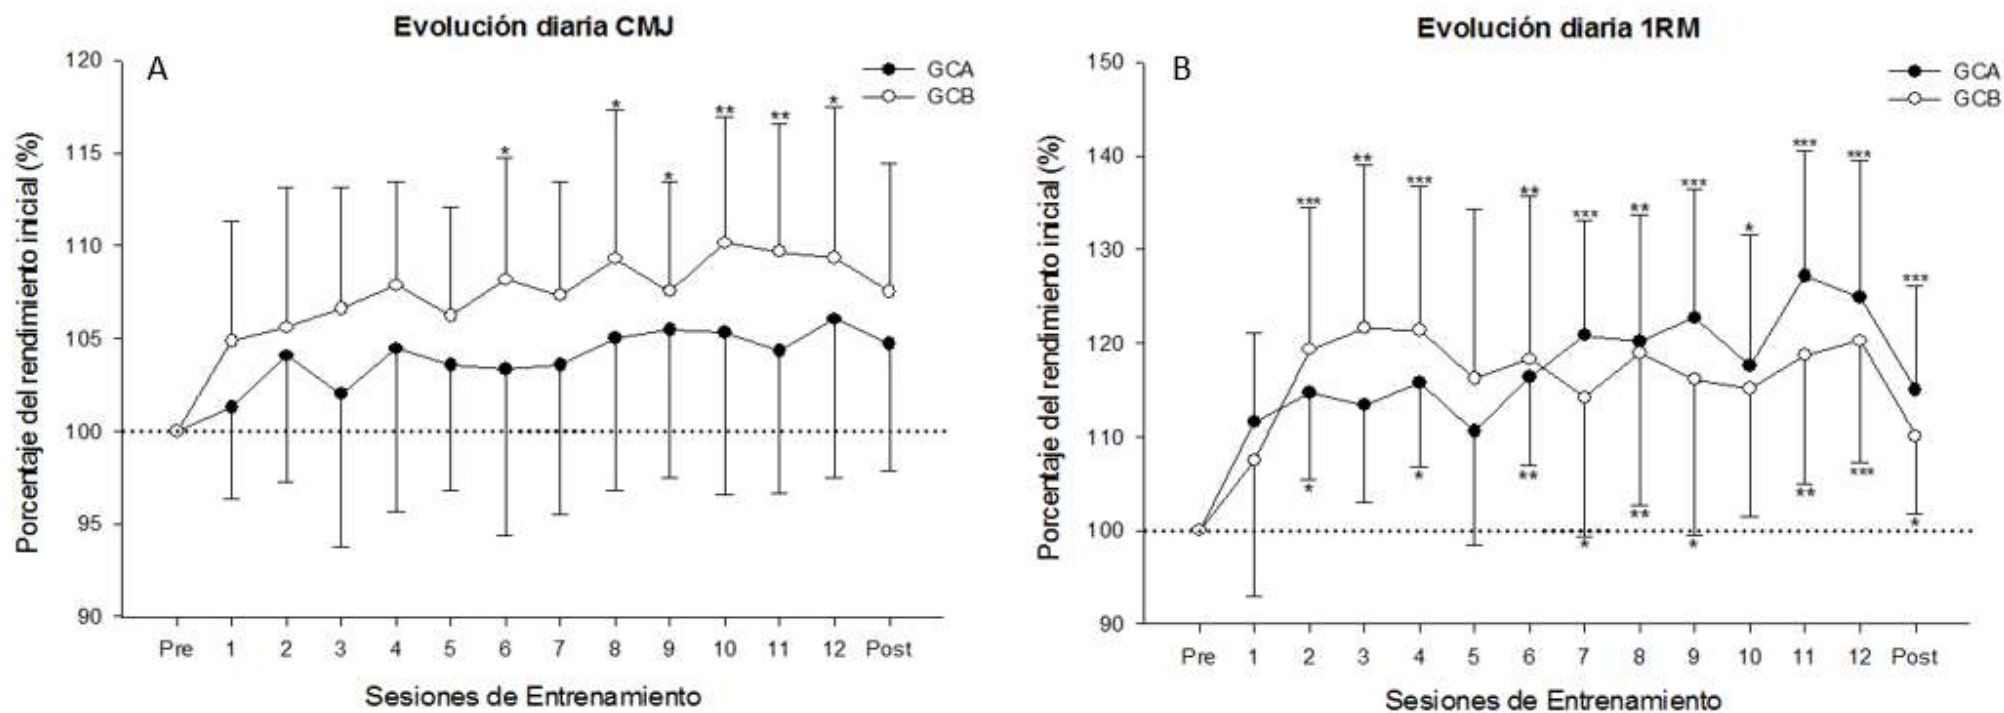 Evolución diaria CMJ
A
GCA
GCB
Porcentaje del rendimiento inicial (%)
120
115
110
105
100
95
90
* * * ** ** *
Pre 1 2 3 4 5 6 7 8 9 10 11 12 Post
Sesiones de Entrenamiento
Evolución diaria 1RM
B
GCA
GCB
Porcentaje del rendimiento inicial (%)
150
140
130
120
110
100
90
*** ** *** ** *** ** *** * *** *** ***
* * ** * ** * ** *** *
Pre 1 2 3 4 5 6 7 8 9 10 11 12 Post
Sesiones de Entrenamiento